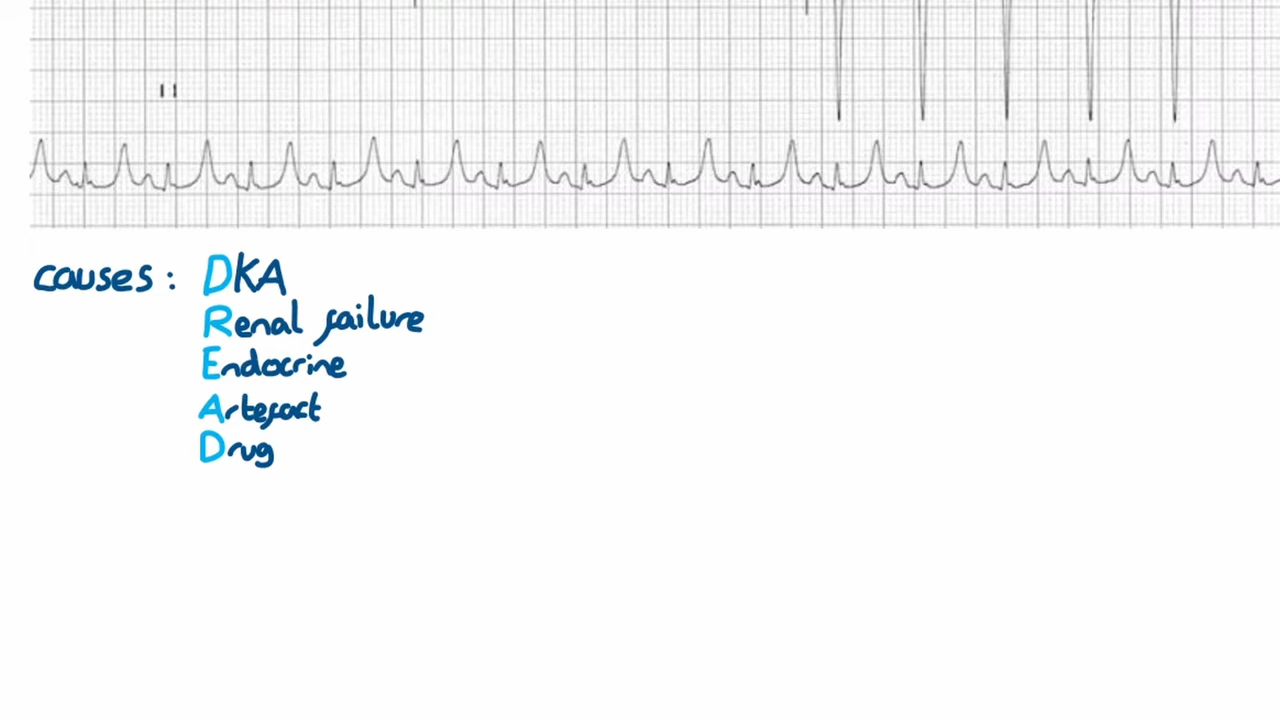 II
causes: DKA
Renal failure
Endocrine
Artefact
Drug